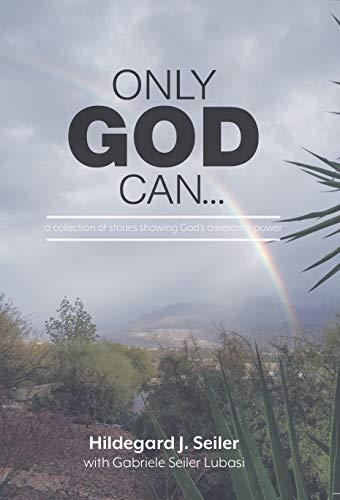 ONLY
GOD
CAN...
a collection of stories showing God's awesome power
Hildegard J. Seiler
with Gabriele Seiler Lubasi